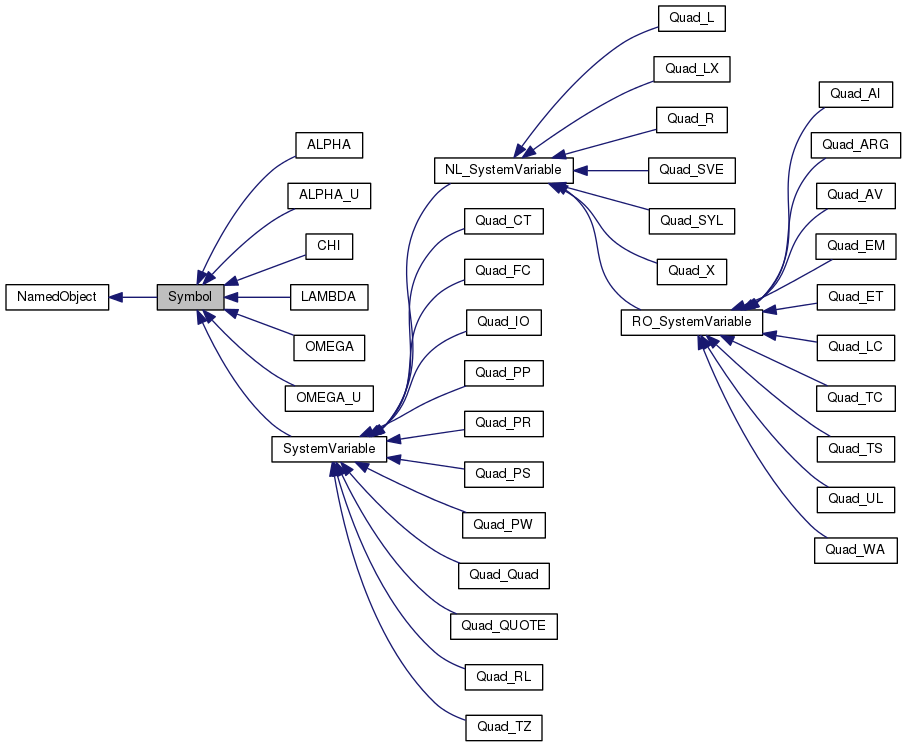 NamedObject
Symbol
ALPHA
ALPHA_U
CHI
LAMBDA
OMEGA
OMEGA_U
SystemVariable
NL_SystemVariable
Quad_CT
Quad_FC
Quad_IO
Quad_PP
Quad_PR
Quad_PS
Quad_PW
Quad_Quad
Quad_QUOTE
Quad_RL
Quad_TZ
Quad_L
Quad_LX
Quad_R
Quad_SVE
Quad_SYL
Quad_X
RO_SystemVariable
Quad_AI
Quad_ARG
Quad_AV
Quad_EM
Quad_ET
Quad_LC
Quad_TC
Quad_TS
Quad_UL
Quad_WA